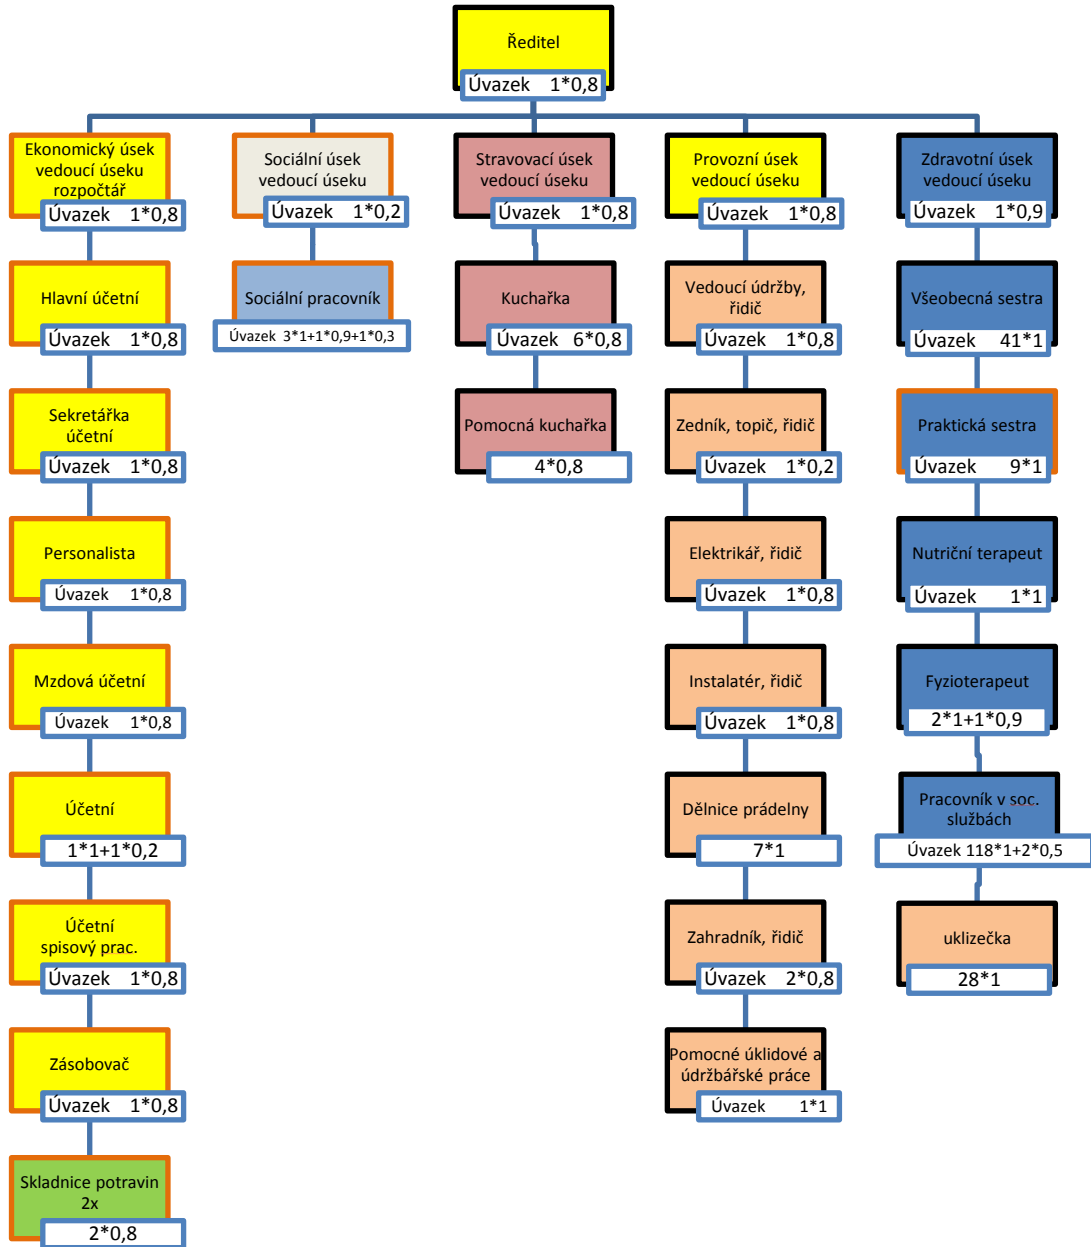 Ředitel
Úvazek 1*0,8
Ekonomický úsek
vedoucí úseku
rozpočtář
Úvazek 1*0,8
Hlavní účetní
Úvazek 1*0,8
Sekretářka
účetní
Úvazek 1*0,8
Personalista
Úvazek 1*0,8
Mzdová účetní
Úvazek 1*0,8
Účetní
1*1+1*0,2
Účetní
spisový prac.
Úvazek 1*0,8
Zásobovač
Úvazek 1*0,8
Skladnice potravin
2x
2*0,8
Sociální úsek
vedoucí úseku
Úvazek 1*0,2
Sociální pracovník
Úvazek 3*1+1*0,9+1*0,3
Stravovací úsek
vedoucí úseku
Úvazek 1*0,8
Kuchařka
Úvazek 6*0,8
Pomocná kuchařka
4*0,8
Provozní úsek
vedoucí úseku
Úvazek 1*0,8
Vedoucí údržby,
řidič
Úvazek 1*0,8
Zedník, topič, řidič
Úvazek 1*0,2
Elektrikář, řidič
Úvazek 1*0,8
Instalatér, řidič
Úvazek 1*0,8
Dělnice prádelny
7*1
Zahradník, řidič
Úvazek 2*0,8
Pomocné úklidové a
údržbářské práce
Úvazek 1*1
Zdravotní úsek
vedoucí úseku
Úvazek 1*0,9
Všeobecná sestra
Úvazek 41*1
Praktická sestra
Úvazek 9*1
Nutriční terapeut
Úvazek 1*1
Fyzioterapeut
2*1+1*0,9
Pracovník v soc.
službách
Úvazek 118*1+2*0,5
uklizečka
28*1